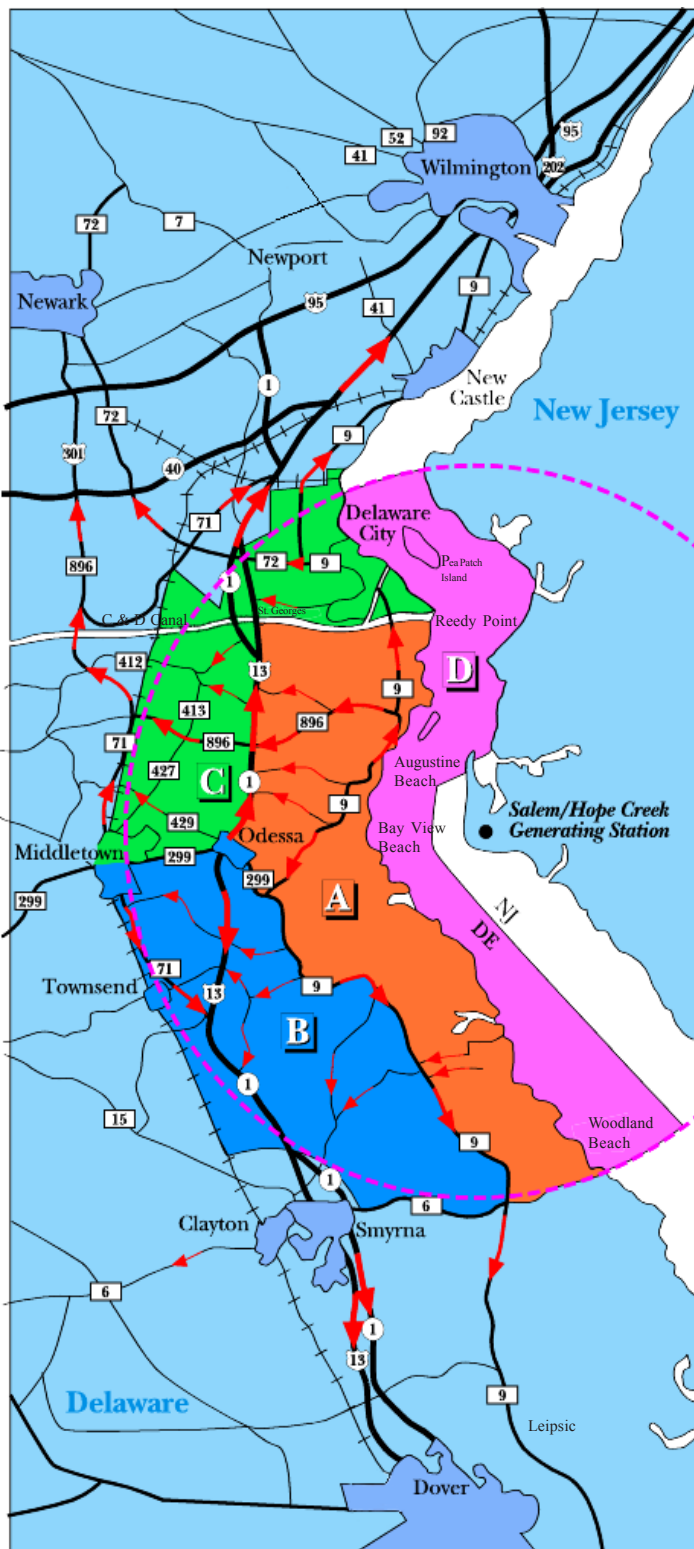 95
52
92
41
Wilmington
202
72
7
Newport
9
Newark
95
41
1
New
Castle
New Jersey
72
9
301
40
71
Delaware
City
896
72
9
Pea Patch
Island
1
St. Georges
C & D Canal
Reedy Point
412
13
D
9
413
896
71
896
Augustine
Beach
427
C
1
9
Salem/Hope Creek
Generating Station
429
Odessa
Bay View
Beach
Middletown
299
299
299
A
NJ
DE
71
Townsend
13
9
B
1
15
Woodland
Beach
9
1
6
Clayton
Smyrna
6
1
13
Delaware
9
Leipsic
Dover